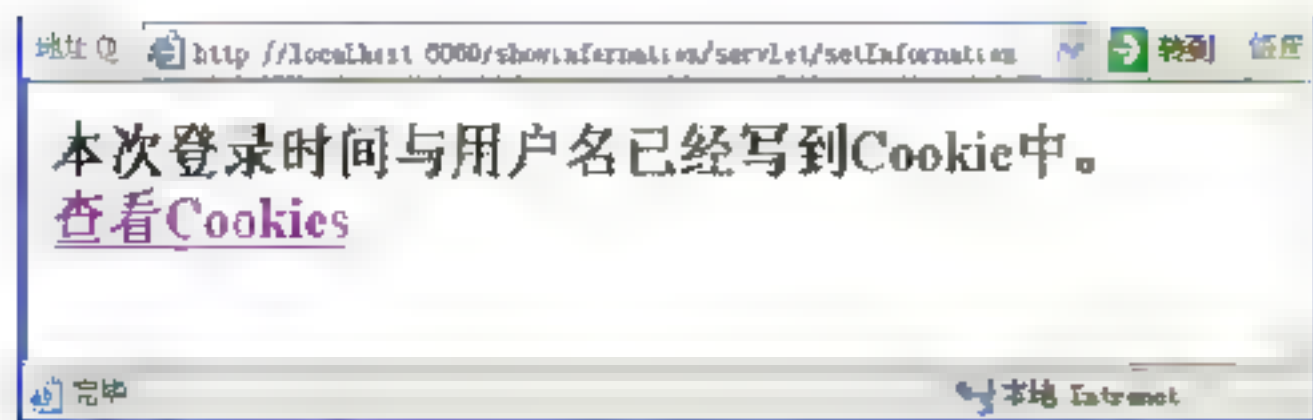 地址 http://localhost:8080/showinformation/servlet/setInformation 转到 链接
本次登录时间与用户名已经写到Cookie中。
查看Cookies
完毕 本地 Intranet